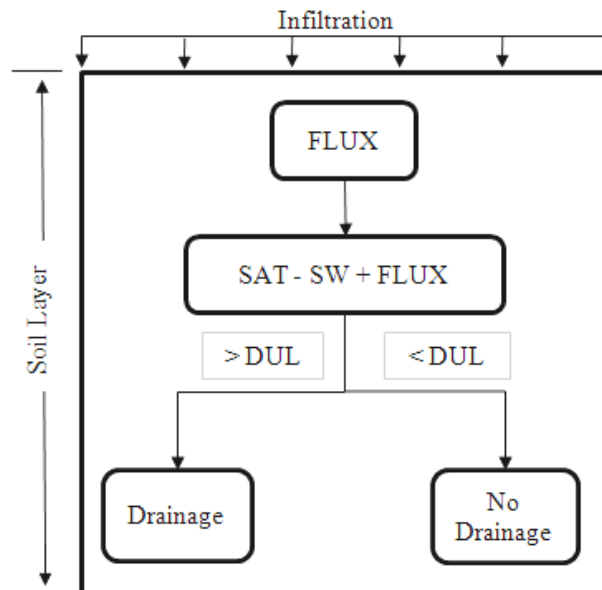 Infiltration
FLUX
SAT - SW + FLUX
> DUL
< DUL
Soil Layer
Drainage
No
Drainage